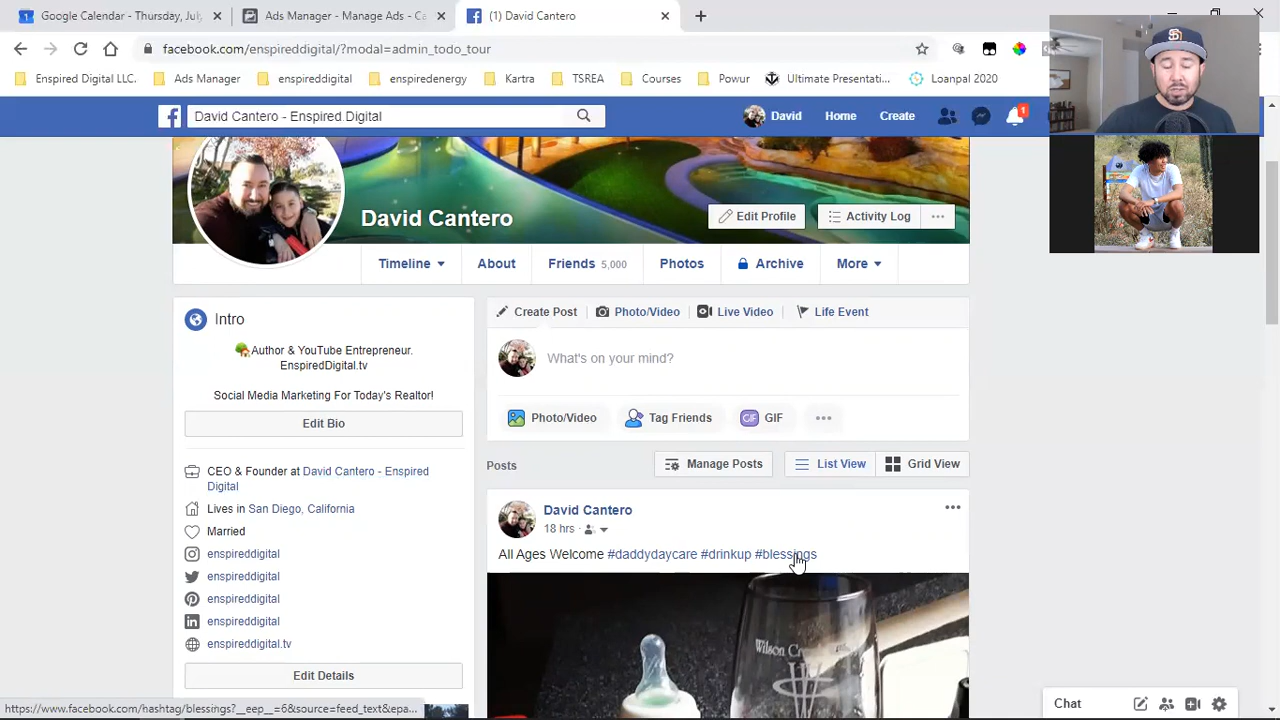 Google Calendar - Thursday, July
Ads Manager - Manage Ads - Ca
(1) David Cantero
facebook.com/enspireddigital/?modal=admin_todo_tour
Enspired Digital LLC.
Ads Manager
enspireddigital
enspiredenergy
Kartra
TSREA
Courses
Powur
Ultimate Presentati...
Loanpal 2020
David Cantero - Enspired Digital
David
Home
Create
1
David Cantero
Edit Profile
Activity Log
Timeline
About
Friends 5,000
Photos
Archive
More
Intro
Author & YouTube Entrepreneur.
EnspiredDigital.tv
Social Media Marketing For Today's Realtor!
Edit Bio
CEO & Founder at David Cantero - Enspired
Digital
Lives in San Diego, California
Married
enspireddigital
enspireddigital
enspireddigital
enspireddigital
enspireddigital.tv
Edit Details
Create Post
Photo/Video
Live Video
Life Event
What's on your mind?
Photo/Video
Tag Friends
GIF
GIF
Posts
Manage Posts
List View
Grid View
David Cantero
18 hrs
All Ages Welcome #daddydaycare #drinkup #blessings
Wilson
Chat
https://www.facebook.com/hashtag/blessings?__eep__=6&source=feed_text&epa...